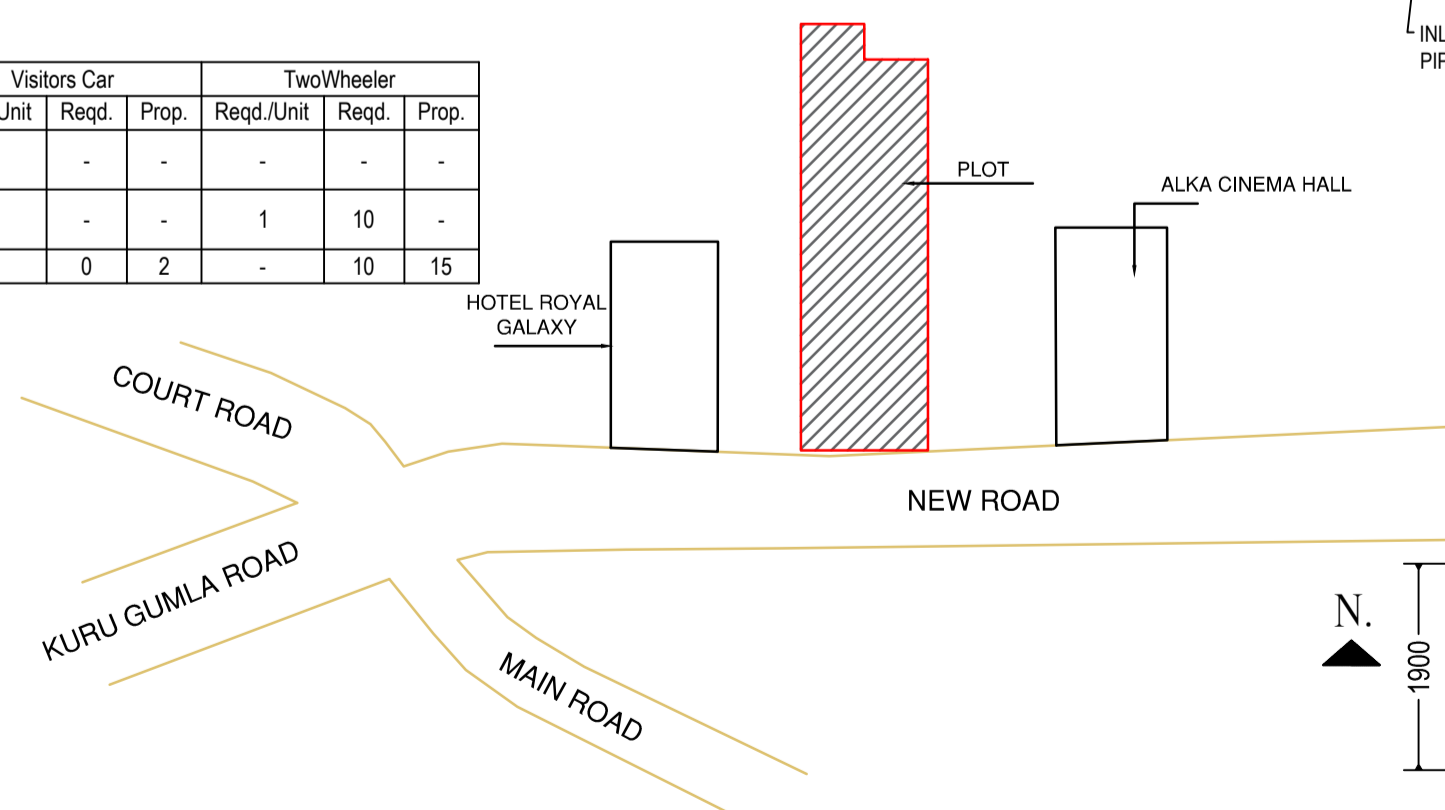 Visitors Car TwoWheeler
Unit Reqd. Prop. Reqd./Unit Reqd. Prop.
- - - - -
- - 1 10 -
0 2 - 10 15
INL
PIP
PLOT
ALKA CINEMA HALL
HOTEL ROYAL
GALAXY
COURT ROAD
NEW ROAD
KURU GUMLA ROAD
MAIN ROAD
N.
1900